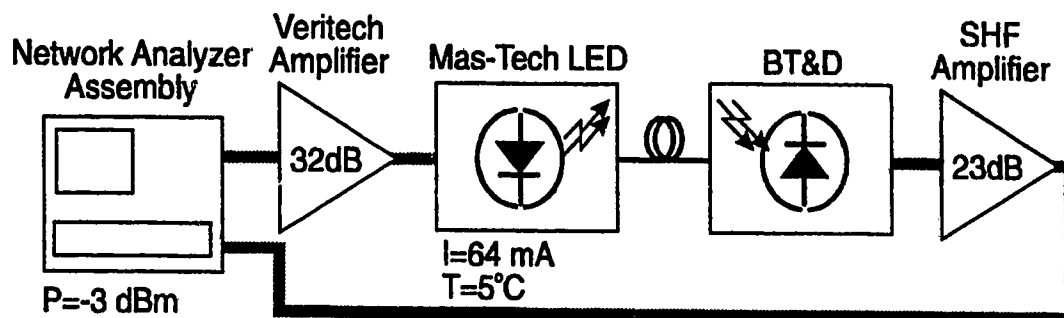 Network Analyzer
Assembly
P=-3 dBm
Veritech
Amplifier
32dB
Mas-Tech LED
I=64 mA
T=5°C
BT&D
SHF
Amplifier
23dB